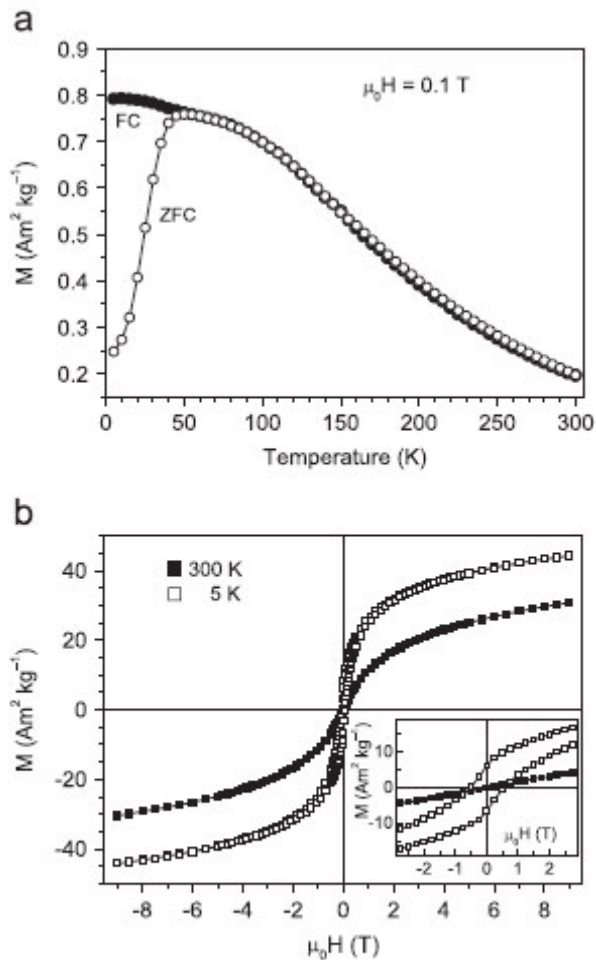 a
0.9
0.8
0.7
0.6
0.5
0.4
0.3
0.2
M (Am² kg⁻¹)
μ₀H = 0.1 T
FC
ZFC
0 50 100 150 200 250 300
Temperature (K)
b
40
20
0
-20
-40
M (Am² kg⁻¹)
300 K
5 K
10
0
-10
M (Am² kg⁻¹)
μ₀H (T)
-2 -1 0 1 2
-8 -6 -4 -2 0 2 4 6 8
μ₀H (T)